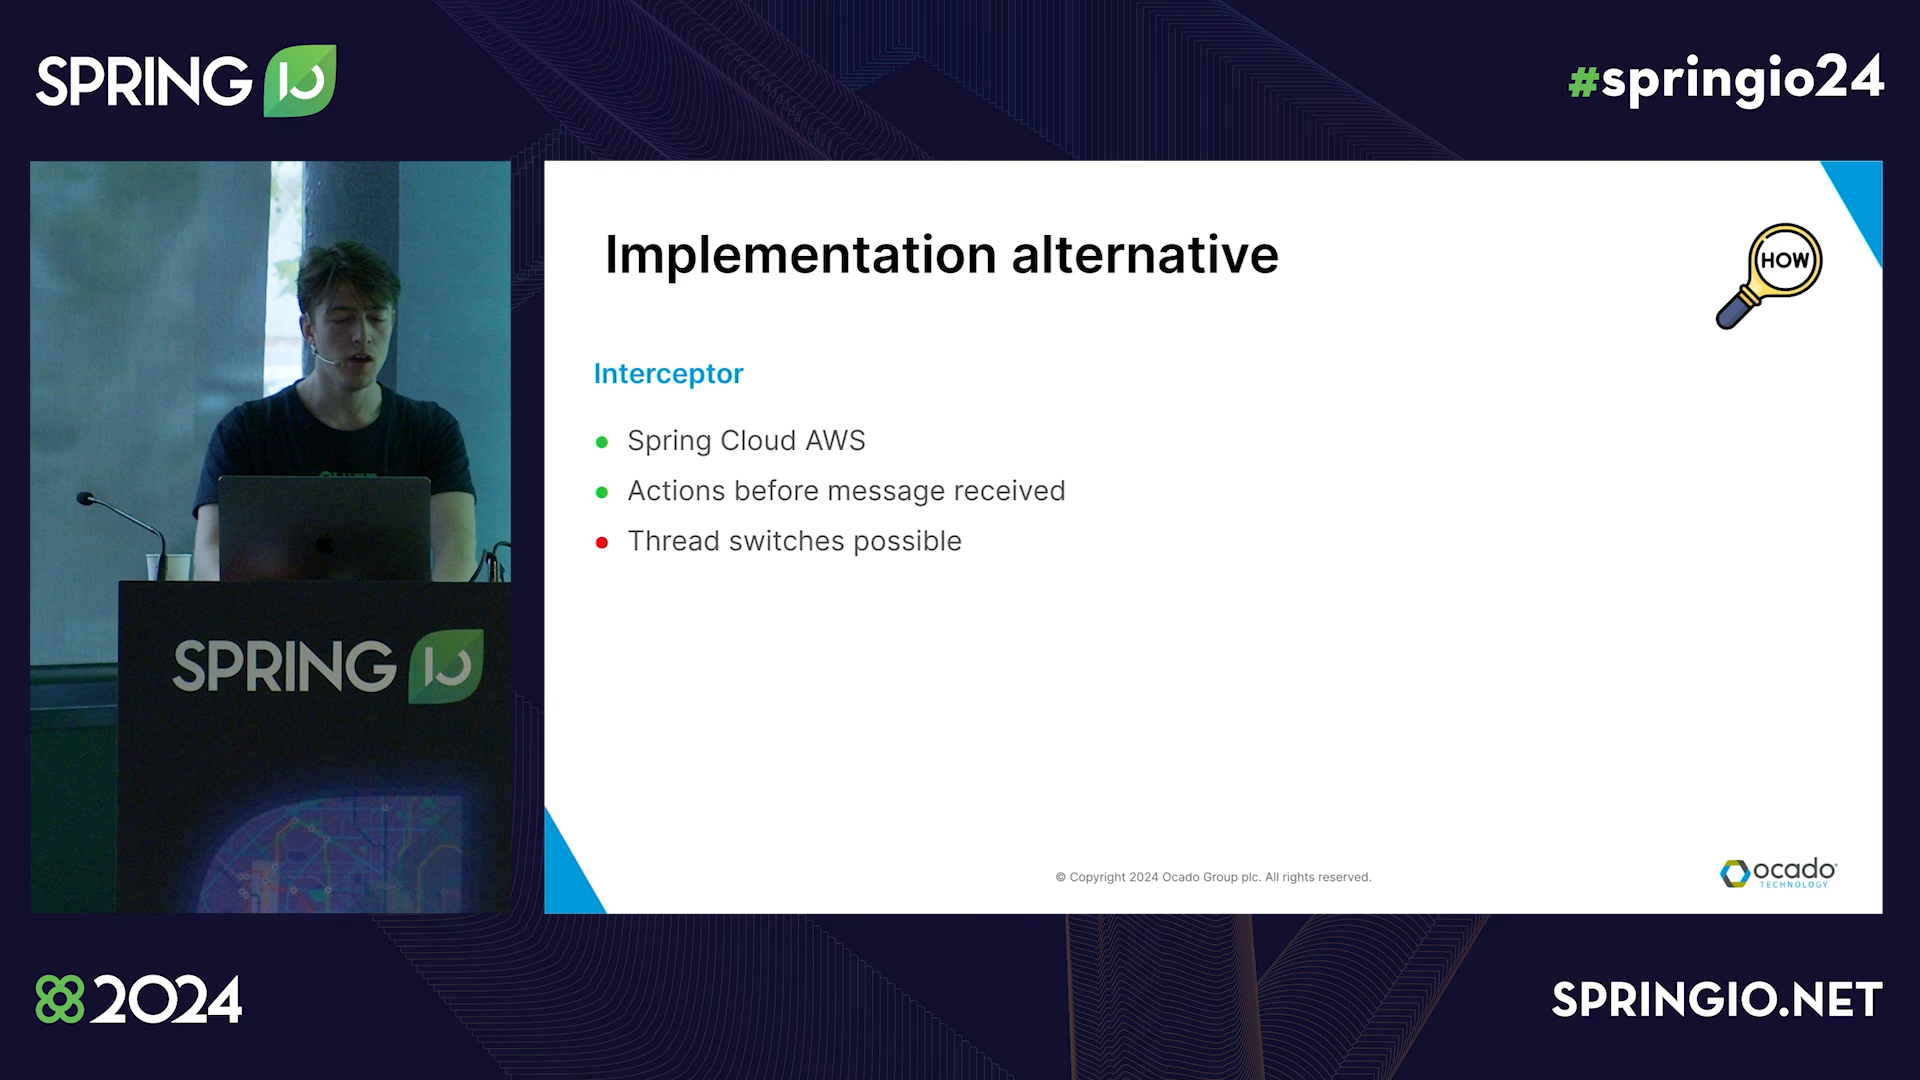 SPRING IO
#springio24
Implementation alternative
HOW
Interceptor
Spring Cloud AWS
Actions before message received
Thread switches possible
SPRING IO
© Copyright 2024 Ocado Group plc. All rights reserved.
ocado
TECHNOLOGY
2024
SPRINGIO.NET